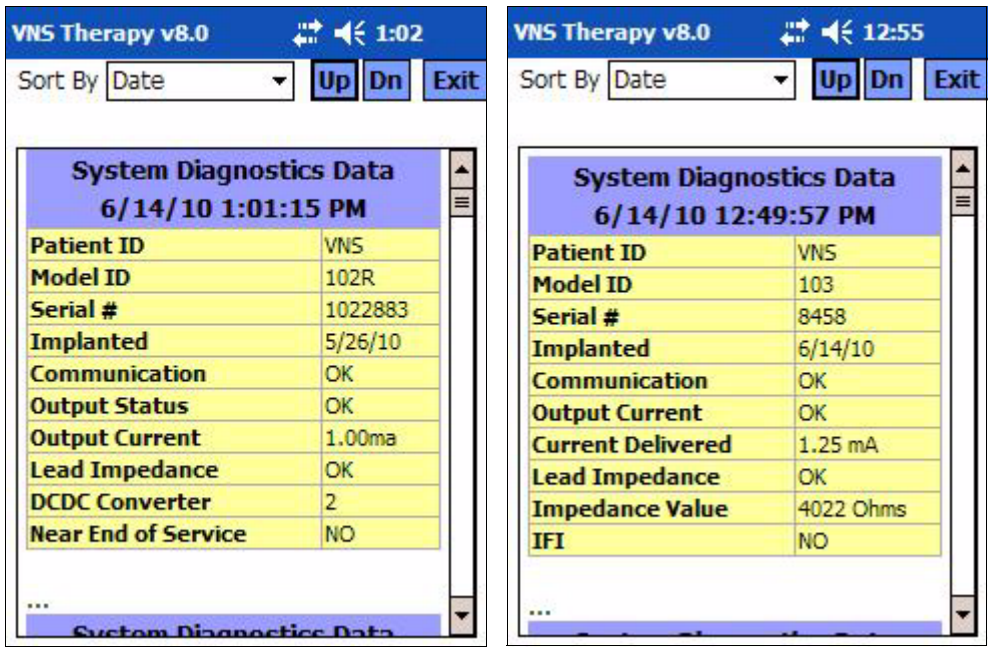 VNS Therapy v8.0 1:02
Sort By Date Up Dn Exit
System Diagnostics Data
6/14/10 1:01:15 PM
Patient ID VNS
Model ID 102R
Serial # 1022883
Implanted 5/26/10
Communication OK
Output Status OK
Output Current 1.00ma
Lead Impedance OK
DCDC Converter 2
Near End of Service NO
...
System Diagnostics Data
VNS Therapy v8.0 12:55
Sort By Date Up Dn Exit
System Diagnostics Data
6/14/10 12:49:57 PM
Patient ID VNS
Model ID 103
Serial # 8458
Implanted 6/14/10
Communication OK
Output Current OK
Current Delivered 1.25 mA
Lead Impedance OK
Impedance Value 4022 Ohms
IFI NO
...